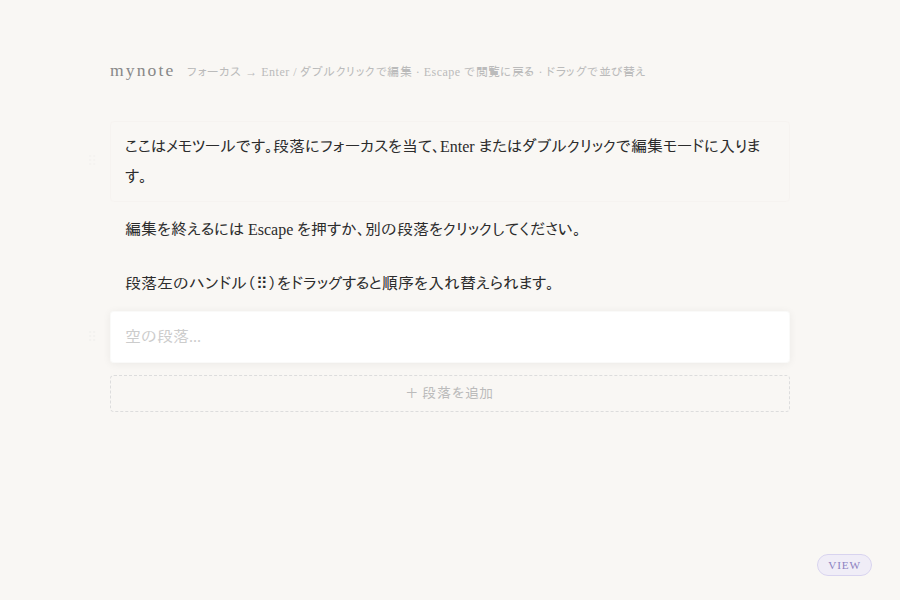 mynote フォーカス → Enter / ダブルクリックで編集 · Escape で閲覧に戻る · ドラッグで並び替え
ここはメモツールです。段落にフォーカスを当て、Enter またはダブルクリックで編集モードに入りま
す。
編集を終えるには Escape を押すか、別の段落をクリックしてください。
段落左のハンドル（⠿）をドラッグすると順序を入れ替えられます。
空の段落...
＋ 段落を追加
VIEW